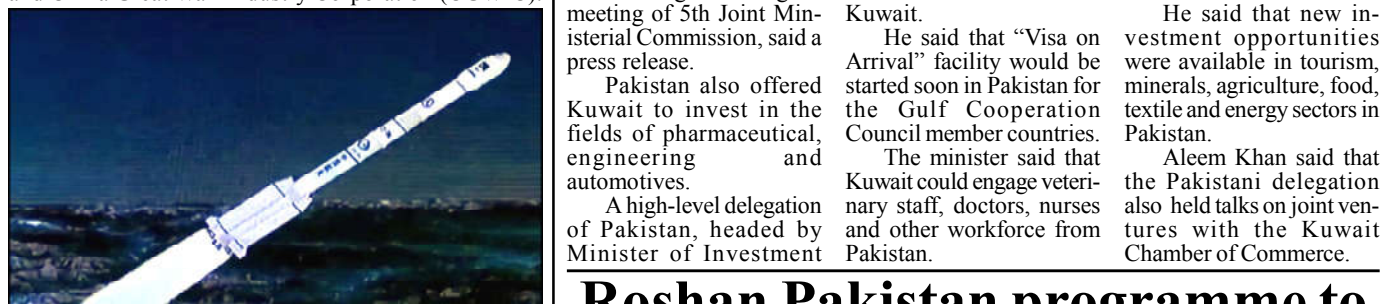 meeting of 5th Joint Min-
isterial Commission, said a
press release.
Pakistan also offered
Kuwait to invest in the
fields of pharmaceutical,
engineering and
automotives.
A high-level delegation
of Pakistan, headed by
Minister of Investment
Kuwait.
He said that “Visa on
Arrival” facility would be
started soon in Pakistan for
the Gulf Cooperation
Council member countries.
The minister said that
Kuwait could engage veteri-
nary staff, doctors, nurses
and other workforce from
Pakistan.
He said that new in-
vestment opportunities
were available in tourism,
minerals, agriculture, food,
textile and energy sectors in
Pakistan.
Aleem Khan said that
the Pakistani delegation
also held talks on joint ven-
tures with the Kuwait
Chamber of Commerce.
Roshan Pakistan programme to